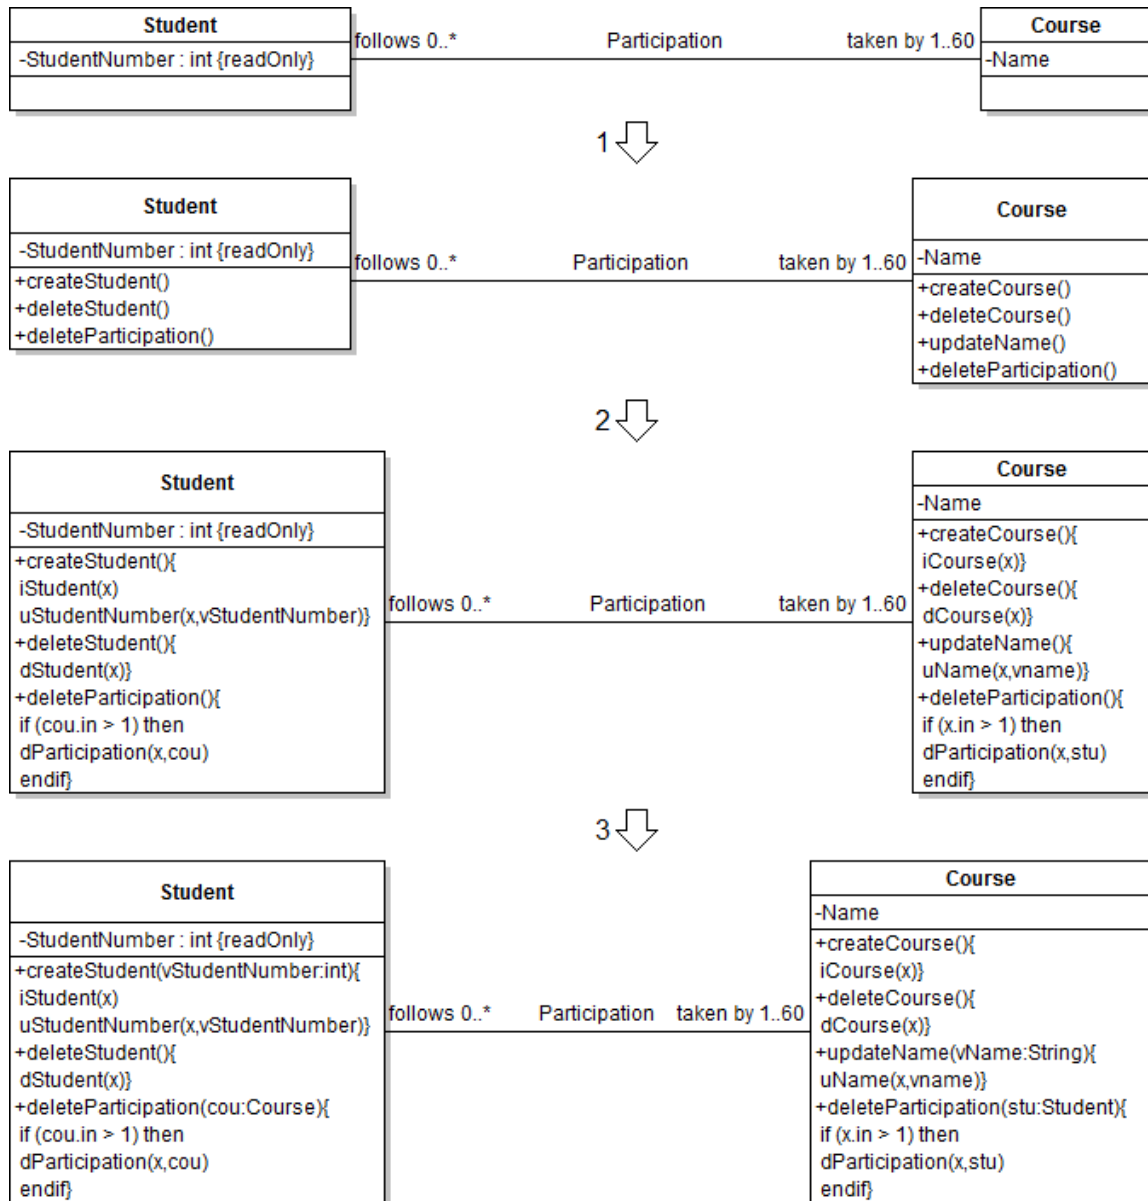 Student
-StudentNumber : int {readOnly}
follows 0..*
Participation
taken by 1..60
Course
-Name
1
Student
-StudentNumber : int {readOnly}
+createStudent()
+deleteStudent()
+deleteParticipation()
follows 0..*
Participation
taken by 1..60
Course
-Name
+createCourse()
+deleteCourse()
+updateName()
+deleteParticipation()
2
Student
-StudentNumber : int {readOnly}
+createStudent(){
iStudent(x)
uStudentNumber(x,vStudentNumber)}
+deleteStudent(){
dStudent(x)}
+deleteParticipation(){
if (cou.in > 1) then
dParticipation(x,cou)
endif}
follows 0..*
Participation
taken by 1..60
Course
-Name
+createCourse(){
iCourse(x)}
+deleteCourse(){
dCourse(x)}
+updateName(){
uName(x,vname)}
+deleteParticipation(){
if (x.in > 1) then
dParticipation(x,stu)
endif}
3
Student
-StudentNumber : int {readOnly}
+createStudent(vStudentNumber:int){
iStudent(x)
uStudentNumber(x,vStudentNumber)}
+deleteStudent(){
dStudent(x)}
+deleteParticipation(cou:Course){
if (cou.in > 1) then
dParticipation(x,cou)
endif}
follows 0..*
Participation
taken by 1..60
Course
-Name
+createCourse(){
iCourse(x)}
+deleteCourse(){
dCourse(x)}
+updateName(vName:String){
uName(x,vname)}
+deleteParticipation(stu:Student){
if (x.in > 1) then
dParticipation(x,stu)
endif}